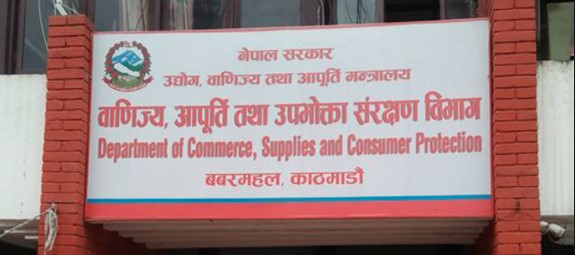 नेपाल सरकार
उद्योग, वाणिज्य तथा आपूर्ति मन्त्रालय
वाणिज्य, आपूर्ति तथा उपभोक्ता संरक्षण विभाग
Department of Commerce, Supplies and Consumer Protection
बबरमहल, काठमाडौं